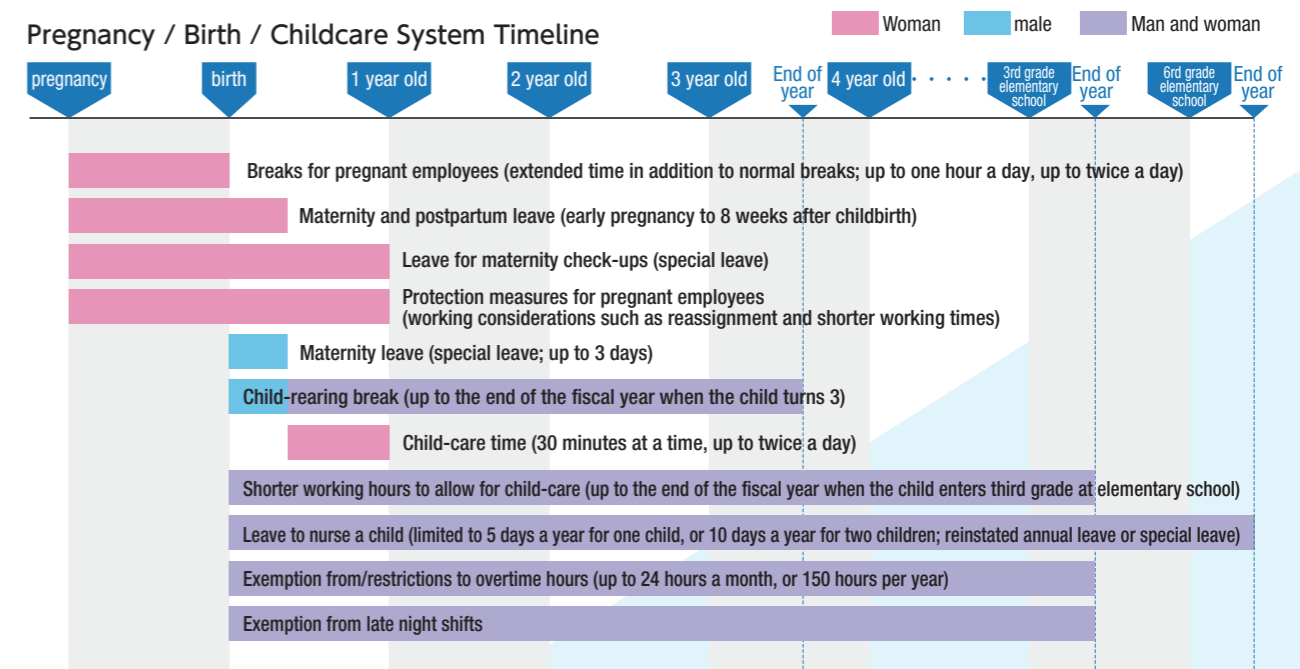 Pregnancy / Birth / Childcare System Timeline
Woman
male
Man and woman
pregnancy
birth
1 year old
2 year old
3 year old
End of
year
4 year old
· · · · ·
3rd grade
elementary
school
End of
year
6rd grade
elementary
school
End of
year
Breaks for pregnant employees (extended time in addition to normal breaks; up to one hour a day, up to twice a day)
Maternity and postpartum leave (early pregnancy to 8 weeks after childbirth)
Leave for maternity check-ups (special leave)
Protection measures for pregnant employees
(working considerations such as reassignment and shorter working times)
Maternity leave (special leave; up to 3 days)
Child-rearing break (up to the end of the fiscal year when the child turns 3)
Child-care time (30 minutes at a time, up to twice a day)
Shorter working hours to allow for child-care (up to the end of the fiscal year when the child enters third grade at elementary school)
Leave to nurse a child (limited to 5 days a year for one child, or 10 days a year for two children; reinstated annual leave or special leave)
Exemption from/restrictions to overtime hours (up to 24 hours a month, or 150 hours per year)
Exemption from late night shifts